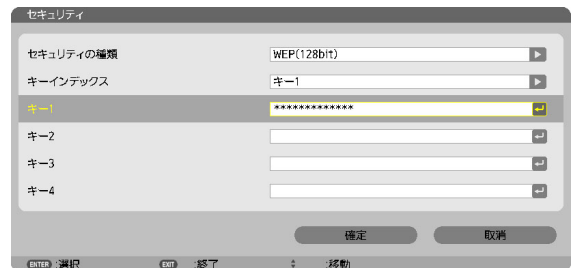 セキュリティ
セキュリティの種類 WEP(128bit)
キーインデックス キー1
キー1 *************
キー2
キー3
キー4
確定 取消
ENTER :選択 EXIT :終了 :移動